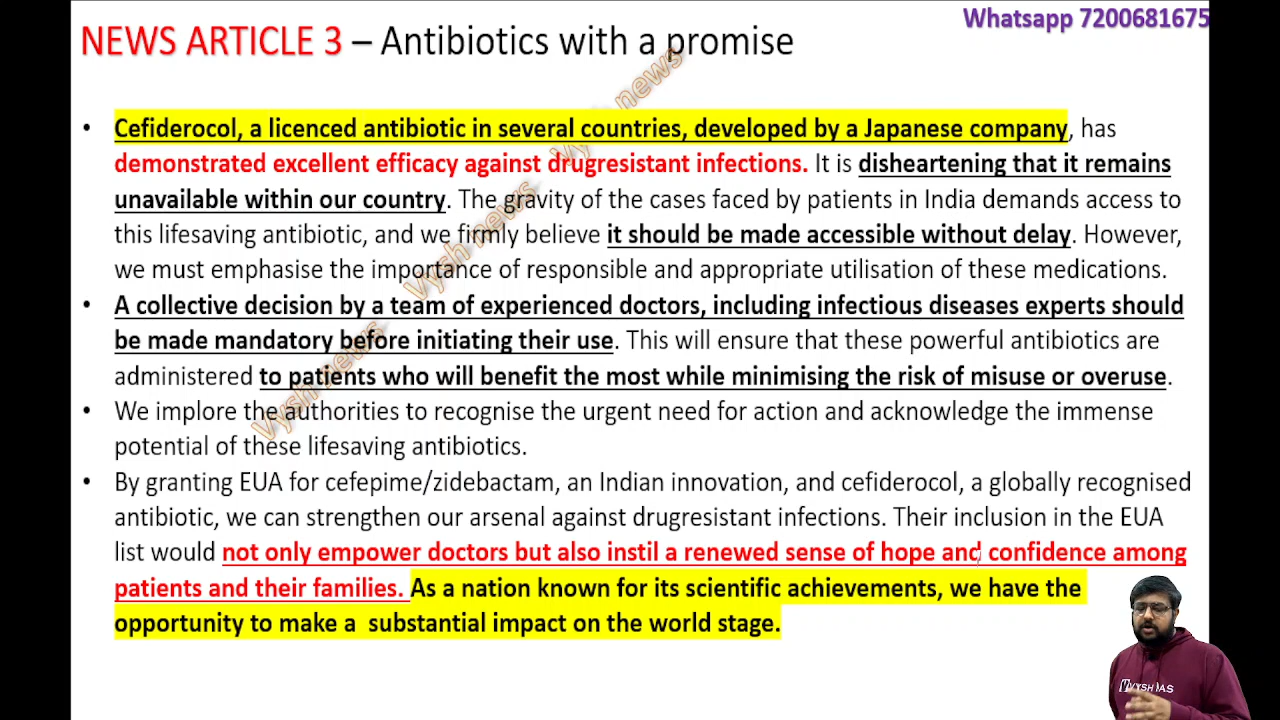 Whatsapp 7200681675
NEWS ARTICLE 3 – Antibiotics with a promise
• Cefiderocol, a licenced antibiotic in several countries, developed by a Japanese company, has
demonstrated excellent efficacy against drugresistant infections. It is disheartening that it remains
unavailable within our country. The gravity of the cases faced by patients in India demands access to
this lifesaving antibiotic, and we firmly believe it should be made accessible without delay. However,
we must emphasise the importance of responsible and appropriate utilisation of these medications.
• A collective decision by a team of experienced doctors, including infectious diseases experts should
be made mandatory before initiating their use. This will ensure that these powerful antibiotics are
administered to patients who will benefit the most while minimising the risk of misuse or overuse.
• We implore the authorities to recognise the urgent need for action and acknowledge the immense
potential of these lifesaving antibiotics.
• By granting EUA for cefepime/zidebactam, an Indian innovation, and cefiderocol, a globally recognised
antibiotic, we can strengthen our arsenal against drugresistant infections. Their inclusion in the EUA
list would not only empower doctors but also instil a renewed sense of hope and confidence among
patients and their families. As a nation known for its scientific achievements, we have the
opportunity to make a substantial impact on the world stage.
Vysh news
Vysh news
Vysh news
VYSH IAS